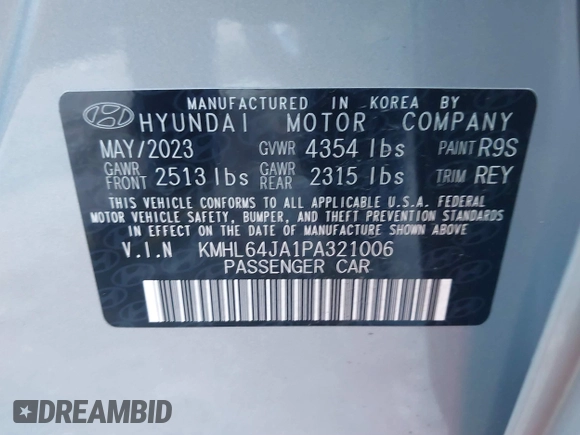 MANUFACTURED IN KOREA BY
HYUNDAI MOTOR COMPANY
MAY/2023 GVWR 4354 lbs PAINT R9S
GAWR FRONT 2513 lbs GAWR REAR 2315 lbs TRIM REY
THIS VEHICLE CONFORMS TO ALL APPLICABLE U.S.A. FEDERAL
MOTOR VEHICLE SAFETY, BUMPER, AND THEFT PREVENTION STANDARDS
IN EFFECT ON THE DATE OF MANUFACTURE SHOWN ABOVE
V.I.N KMHL64JA1PA321006
PASSENGER CAR
DREAMBID